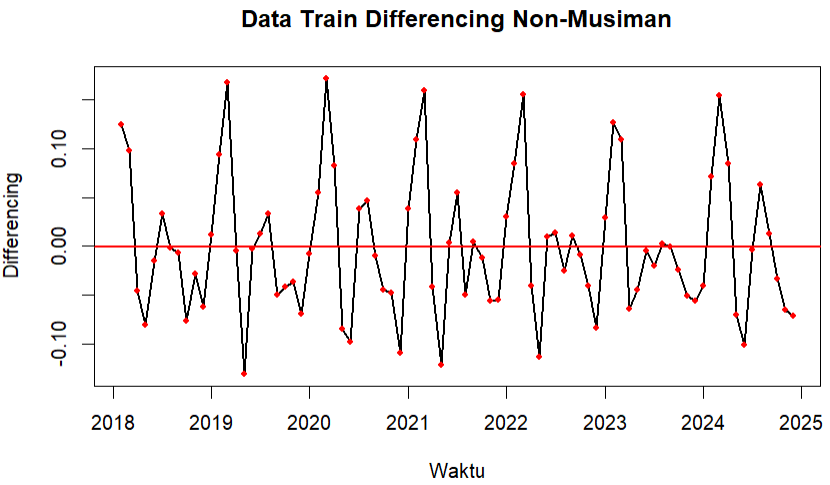 Data Train Differencing Non-Musiman
Differencing
0.10
0.00
-0.10
2018 2019 2020 2021 2022 2023 2024 2025
Waktu